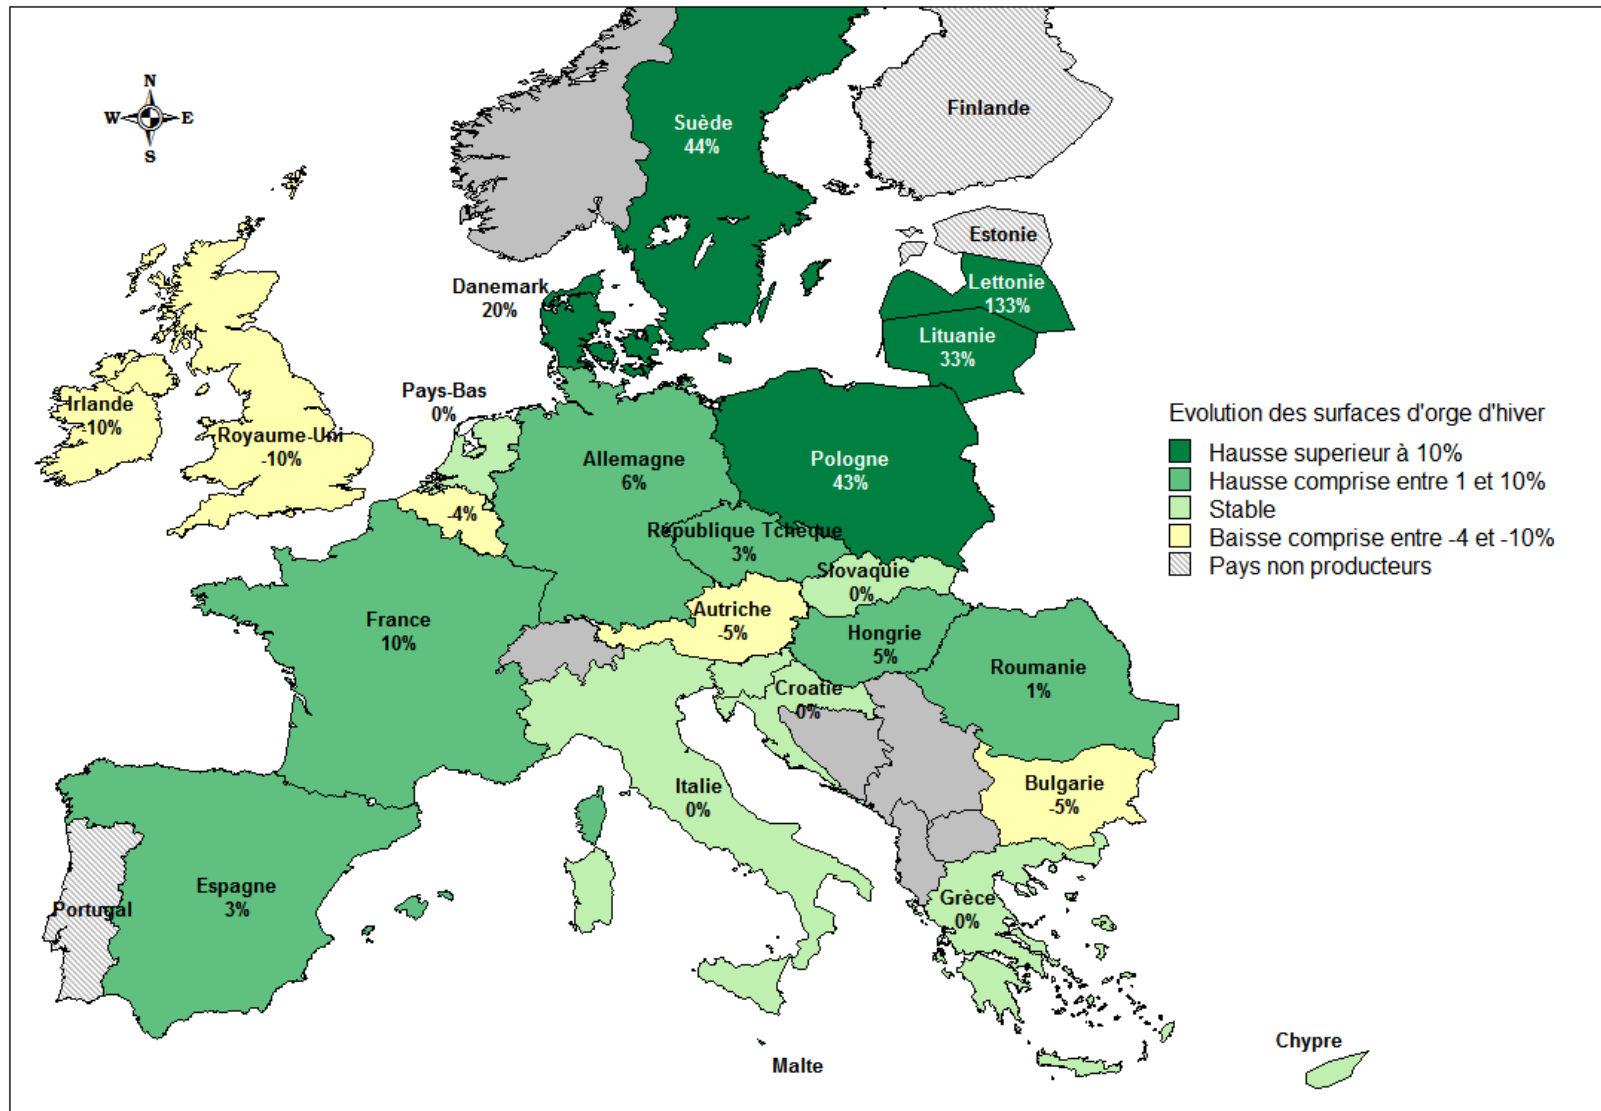 N
W
E
S
Finlande
Suède
44%
Estonie
Danemark
20%
Lettonie
133%
Lituanie
33%
Pays-Bas
0%
Irlande
-10%
Royaume-Uni
-10%
Evolution des surfaces d'orge d'hiver
Hausse superieur à 10%
Hausse comprise entre 1 et 10%
Stable
Baisse comprise entre -4 et -10%
Pays non producteurs
Allemagne
6%
Pologne
43%
-4%
République Tchèque
3%
Slovaquie
0%
France
10%
Autriche
-5%
Hongrie
5%
Roumanie
1%
Croatie
0%
Italie
0%
Bulgarie
-5%
Espagne
3%
Portugal
Grèce
0%
Malte
Chypre